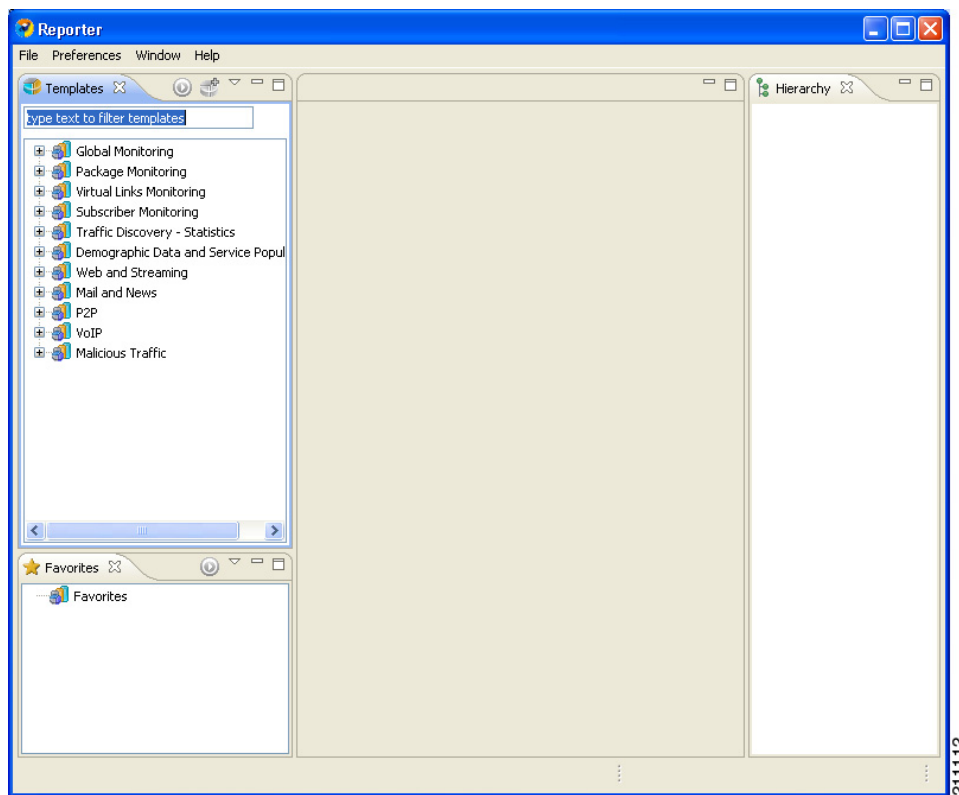 Reporter
File Preferences Window Help
Templates
type text to filter templates
Global Monitoring
Package Monitoring
Virtual Links Monitoring
Subscriber Monitoring
Traffic Discovery - Statistics
Demographic Data and Service Popul
Web and Streaming
Mail and News
P2P
VoIP
Malicious Traffic
Favorites
Favorites
Hierarchy